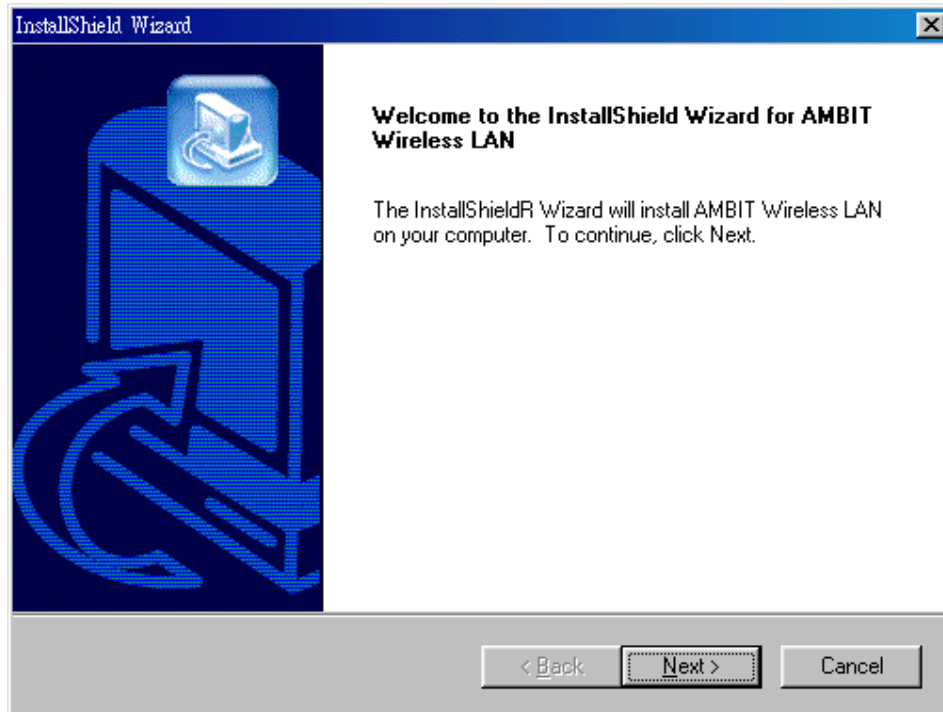 InstallShield Wizard
Welcome to the InstallShield Wizard for AMBIT
Wireless LAN
The InstallShieldR Wizard will install AMBIT Wireless LAN
on your computer.  To continue, click Next.
< Back
Next >
Cancel